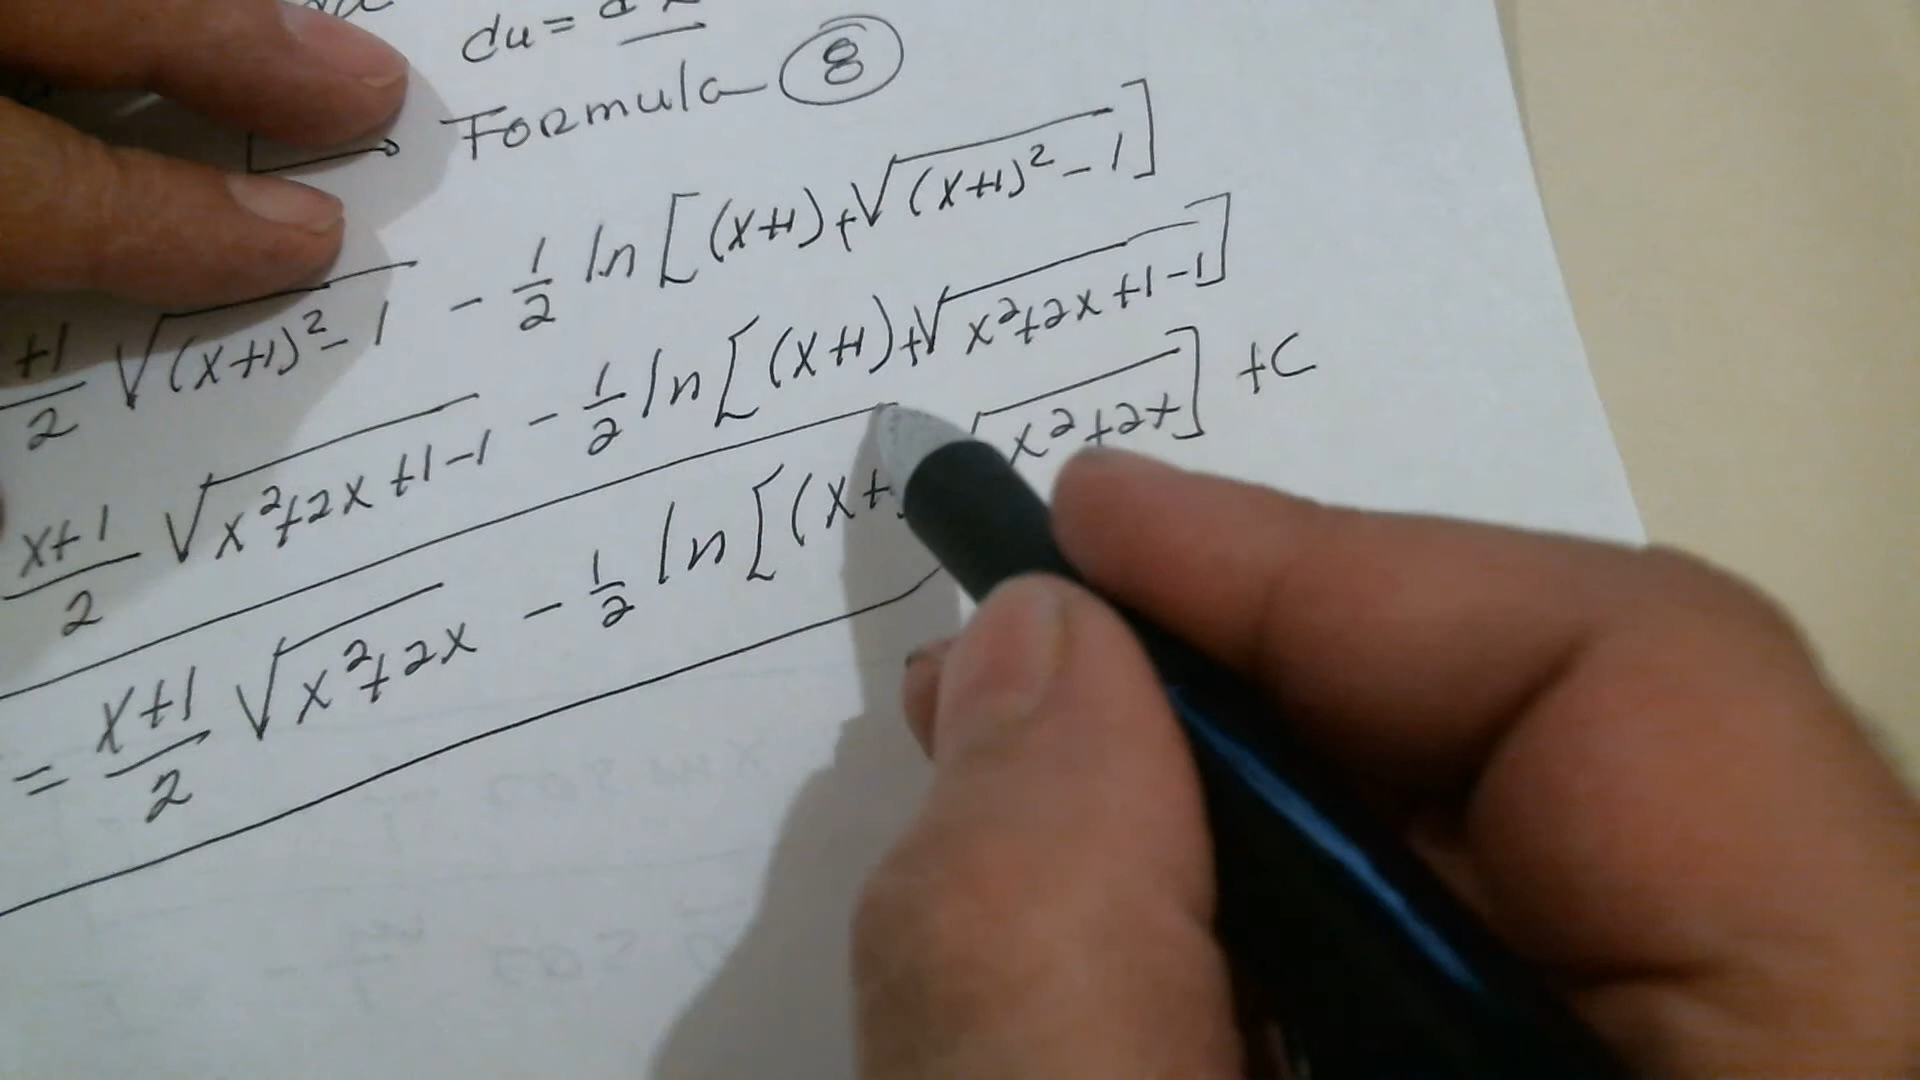 du =
Formula 8
+1/2 √(x+1)² - 1 - 1/2 ln [(x+1) + √(x+1)² - 1]
x+1/2 √x²+2x+1-1 - 1/2 ln [(x+1) + √x²+2x+1-1]
= x+1/2 √x²+2x - 1/2 ln [(x+ √x²+2x] + C